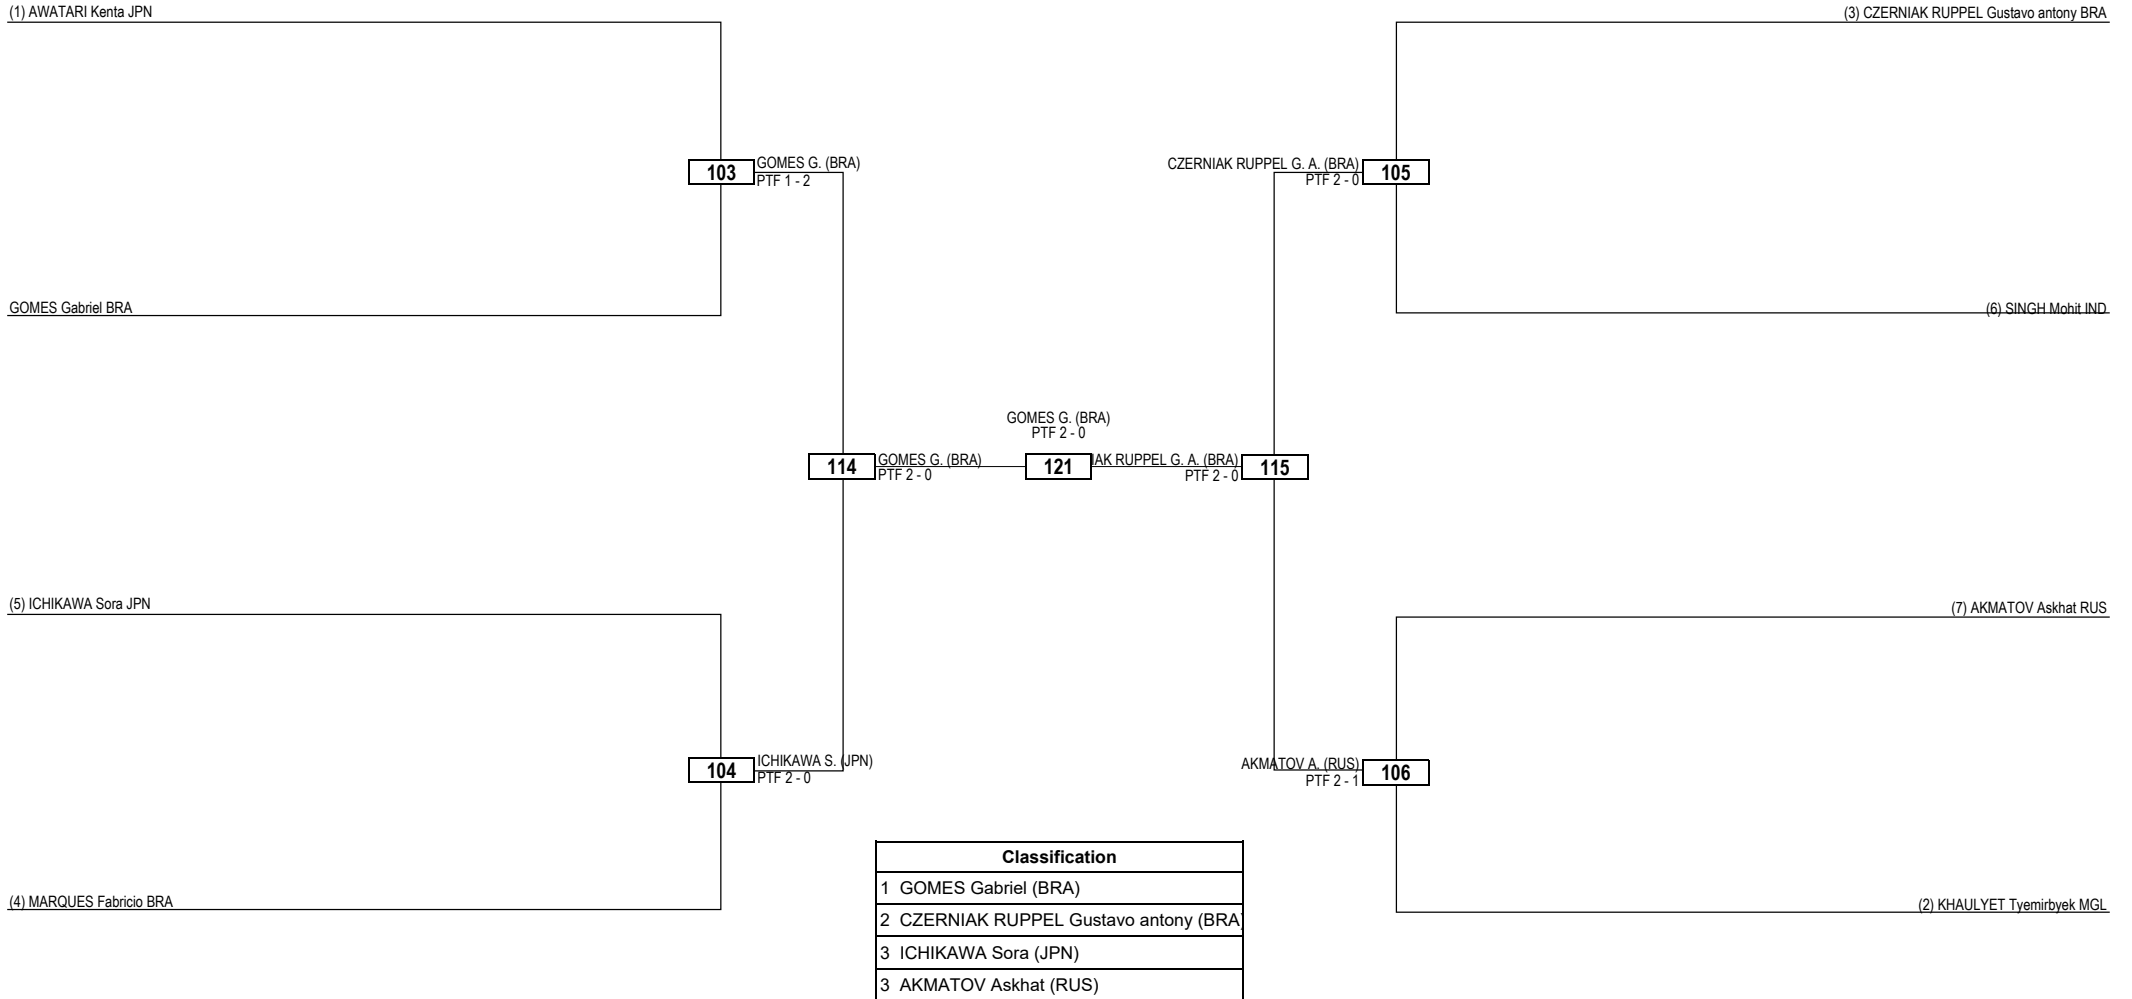 (1) AWATARI Kenta JPN
(3) CZERNIAK RUPPEL Gustavo antony BRA
103
GOMES G. (BRA)
PTF 1 - 2
CZERNIAK RUPPEL G. A. (BRA)
PTF 2 - 0
105
GOMES Gabriel BRA
(6) SINGH Mohit IND
GOMES G. (BRA)
PTF 2 - 0
114
GOMES G. (BRA)
PTF 2 - 0
121
IAK RUPPEL G. A. (BRA)
PTF 2 - 0
115
(5) ICHIKAWA Sora JPN
(7) AKMATOV Askhat RUS
104
ICHIKAWA S. (JPN)
PTF 2 - 0
AKMATOV A. (RUS)
PTF 2 - 1
106
(4) MARQUES Fabricio BRA
(2) KHAULYET Tyemirbyek MGL
Classification
1 GOMES Gabriel (BRA)
2 CZERNIAK RUPPEL Gustavo antony (BRA)
3 ICHIKAWA Sora (JPN)
3 AKMATOV Askhat (RUS)